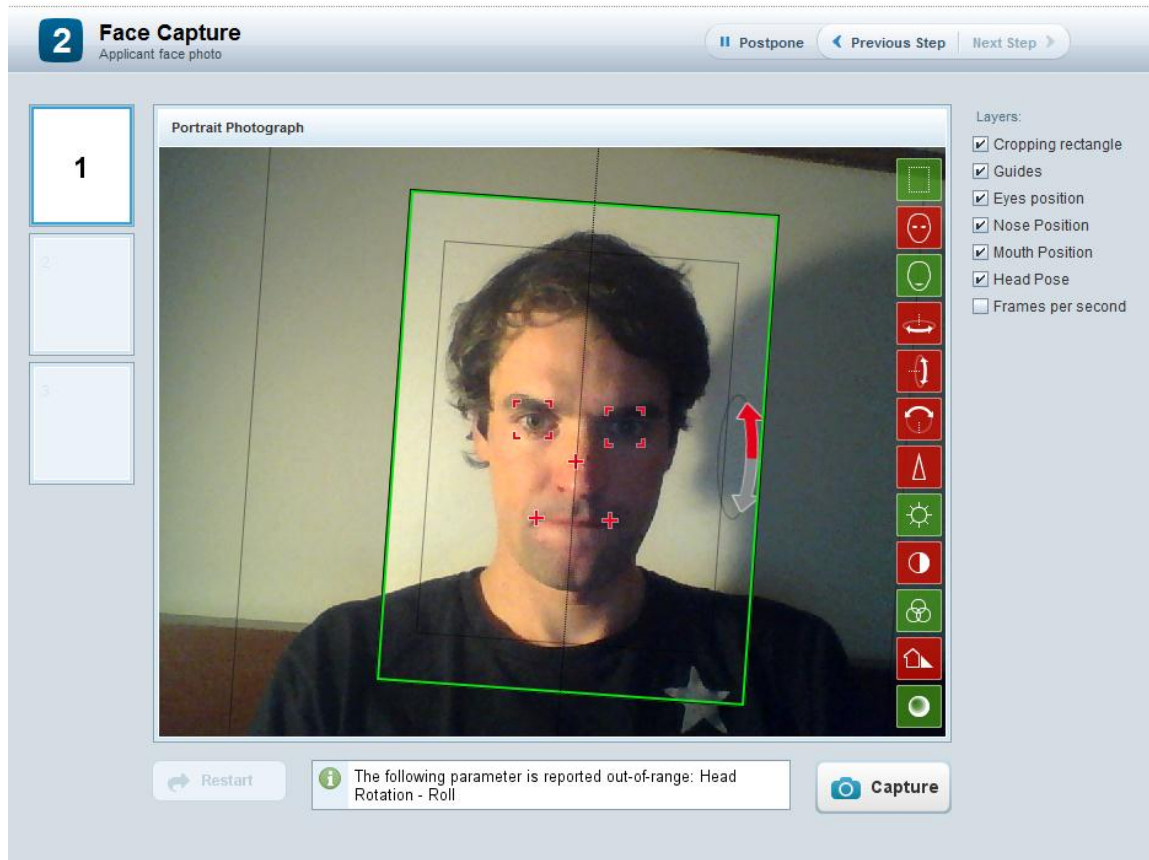 2
Face Capture
Applicant face photo
Postpone
Previous Step
Next Step
1
2
3
Portrait Photograph
Layers:
Cropping rectangle
Guides
Eyes position
Nose Position
Mouth Position
Head Pose
Frames per second
Restart
The following parameter is reported out-of-range: Head
Rotation - Roll
Capture